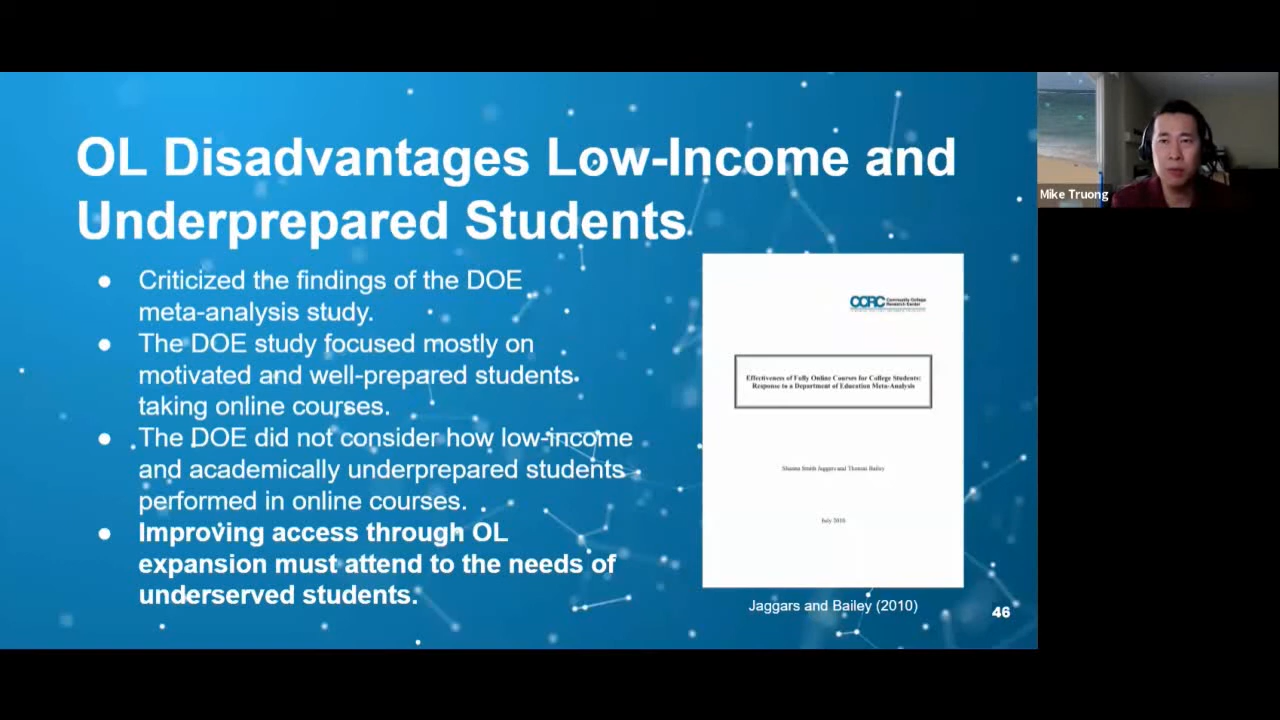 OL Disadvantages Low-Income and
Underprepared Students
● Criticized the findings of the DOE
meta-analysis study.
● The DOE study focused mostly on
motivated and well-prepared students
taking online courses.
● The DOE did not consider how low-income
and academically underprepared students
performed in online courses.
● Improving access through OL
expansion must attend to the needs of
underserved students.
CCRC Community College
Research Center
Effectiveness of Fully Online Courses for College Students:
Response to a Department of Education Meta-Analysis
Shanna Smith Jaggars and Thomas Bailey
July 2010
Jaggars and Bailey (2010)
46
Mike Truong